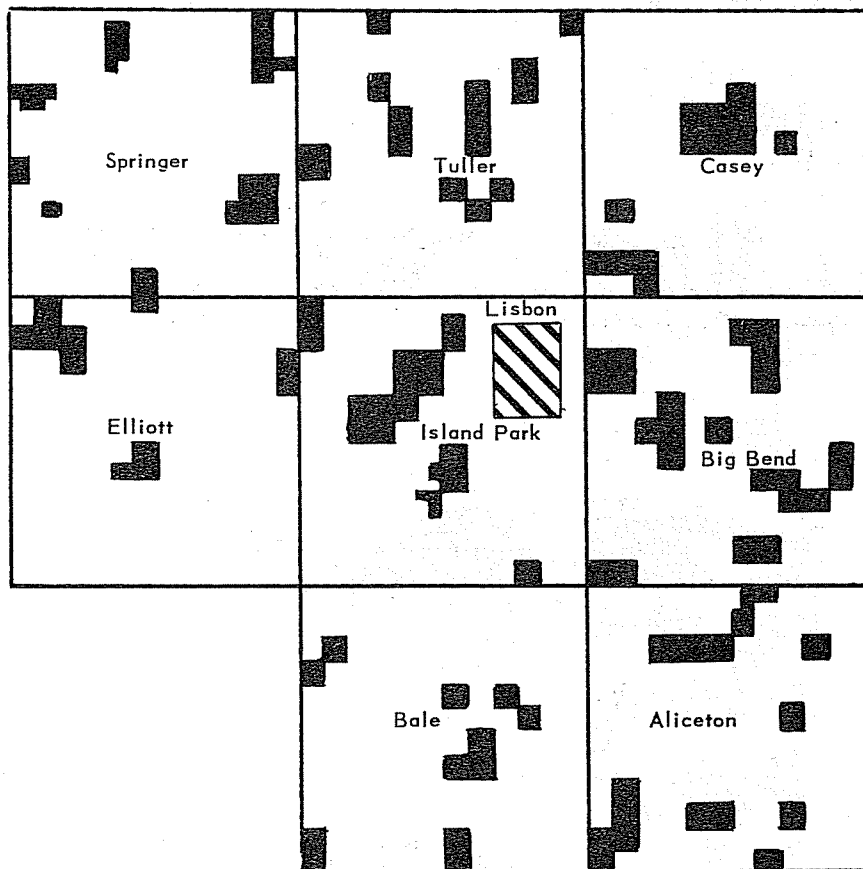 Springer
Tuller
Casey
Lisbon
Elliott
Island Park
Big Bend
Bale
Aliceton